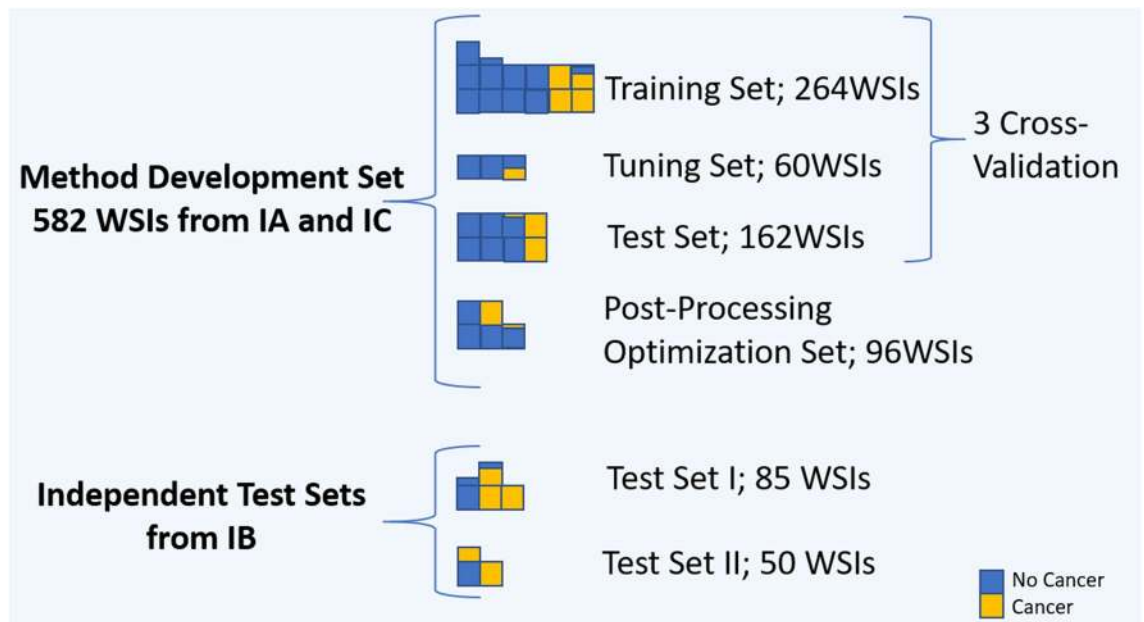 Training Set; 264WSIs
Tuning Set; 60WSIs
Test Set; 162WSIs
3 Cross-
Validation
Method Development Set
582 WSIs from IA and IC
Post-Processing
Optimization Set; 96WSIs
Independent Test Sets
from IB
Test Set I; 85 WSIs
Test Set II; 50 WSIs
No Cancer
Cancer